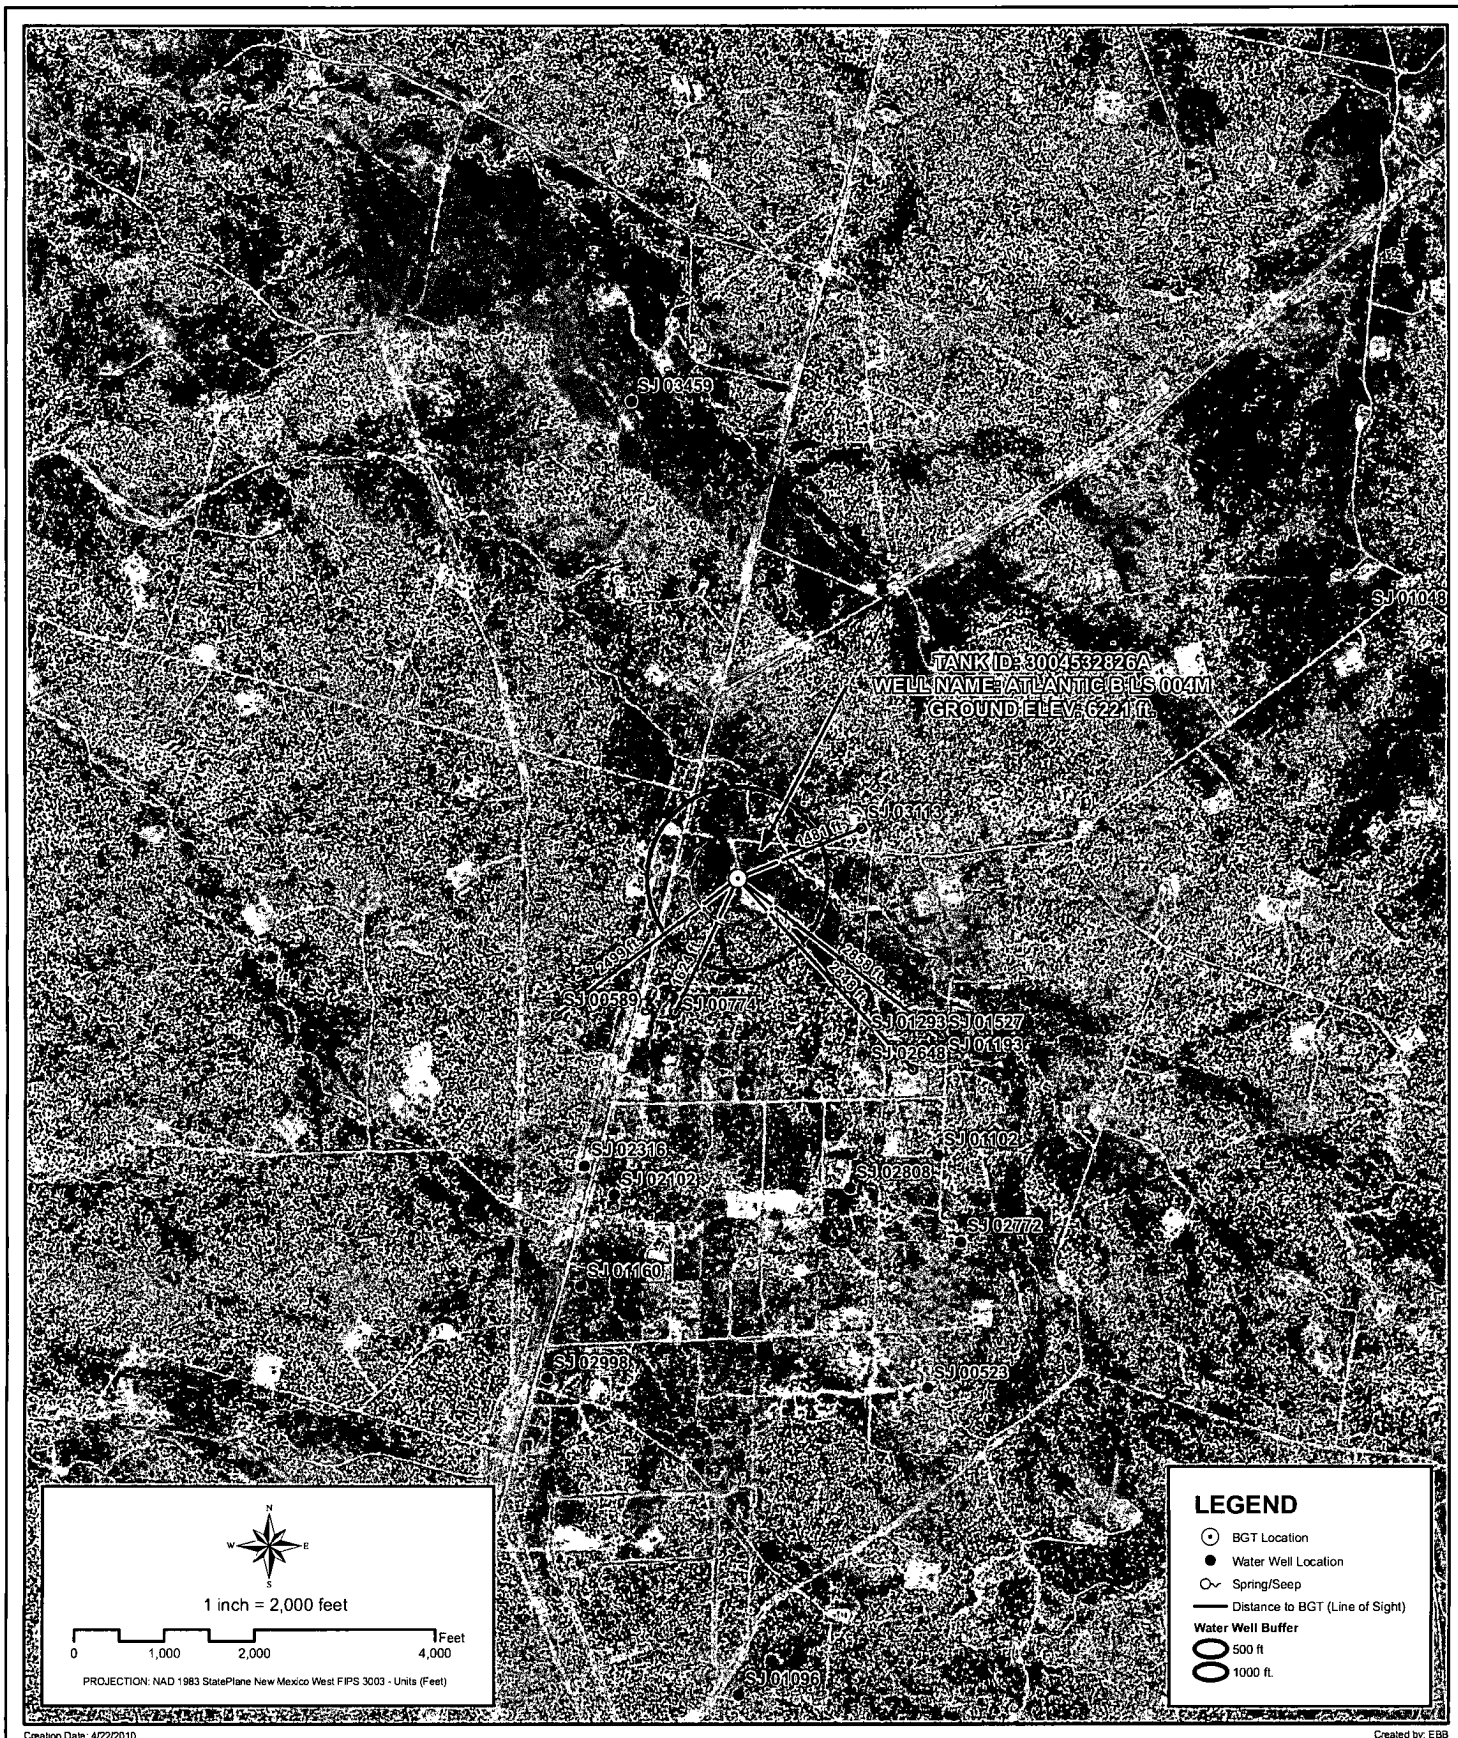 SJ 03459
SJ 01048
TANK ID: 3004532826A
WELL NAME: ATLANTIC B LS 004M
GROUND ELEV: 6221 ft
SJ 03113
SJ 00589
SJ 00774
SJ 01293
SJ 01527
SJ 02648
SJ 01193
SJ 02316
SJ 01102
SJ 02808
SJ 02102
SJ 02772
SJ 01160
SJ 02998
SJ 00523
SJ 01096
N
W
E
S
1 inch = 2,000 feet
Feet
0
1,000
2,000
4,000
PROJECTION: NAD 1983 StatePlane New Mexico West FIPS 3003 - Units (Feet)
LEGEND
BGT Location
Water Well Location
Spring/Seep
Distance to BGT (Line of Sight)
Water Well Buffer
500 ft
1000 ft.
Creation Date: 4/22/2010
Created by: EBB